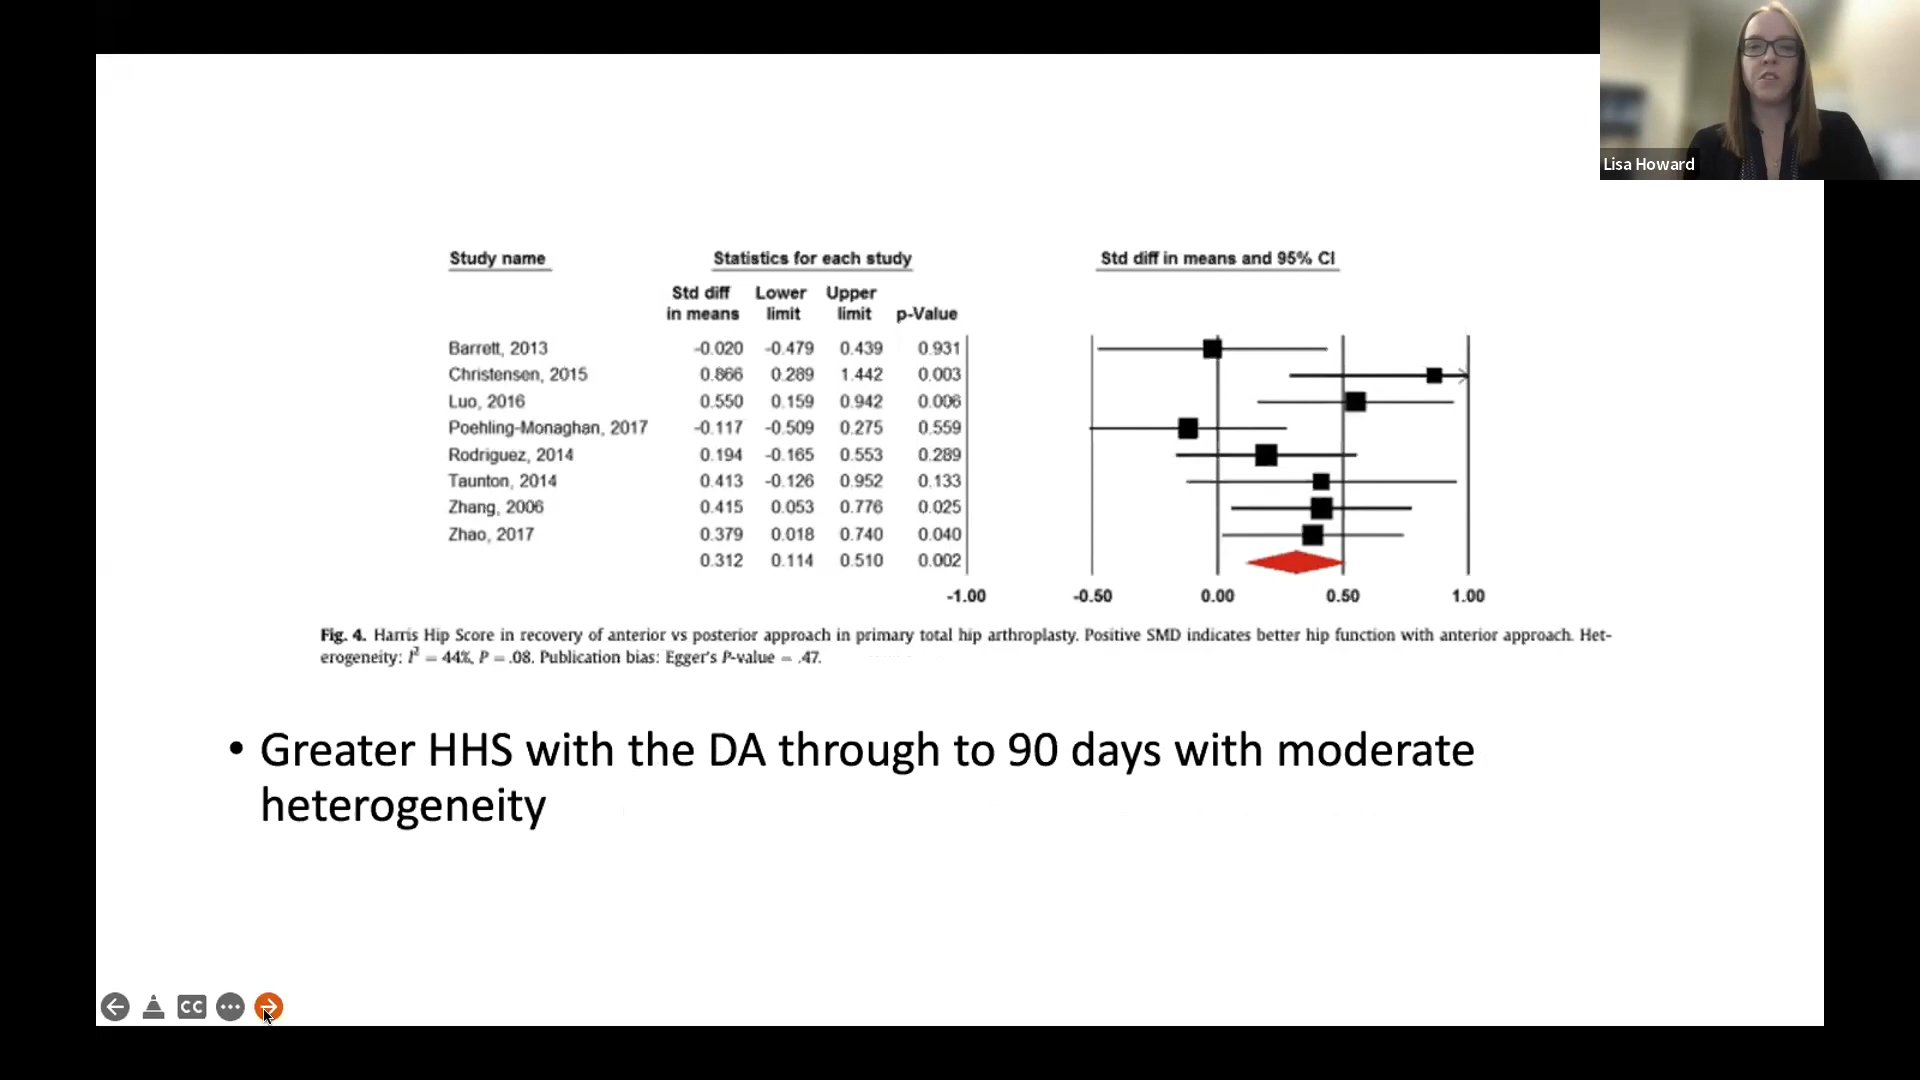 Lisa Howard
Study name Statistics for each study Std diff in means and 95% CI
Std diff Lower Upper
in means limit limit p-Value
Barrett, 2013 -0.020 -0.479 0.439 0.931
Christensen, 2015 0.866 0.289 1.442 0.003
Luo, 2016 0.550 0.159 0.942 0.006
Poehling-Monaghan, 2017 -0.117 -0.509 0.275 0.559
Rodriguez, 2014 0.194 -0.165 0.553 0.289
Taunton, 2014 0.413 -0.126 0.952 0.133
Zhang, 2006 0.415 0.053 0.776 0.025
Zhao, 2017 0.379 0.018 0.740 0.040
0.312 0.114 0.510 0.002
-1.00 -0.50 0.00 0.50 1.00
Fig. 4. Harris Hip Score in recovery of anterior vs posterior approach in primary total hip arthroplasty. Positive SMD indicates better hip function with anterior approach. Het-
erogeneity: I² = 44%, P = .08. Publication bias: Egger's P-value = .47.
• Greater HHS with the DA through to 90 days with moderate
heterogeneity
CC